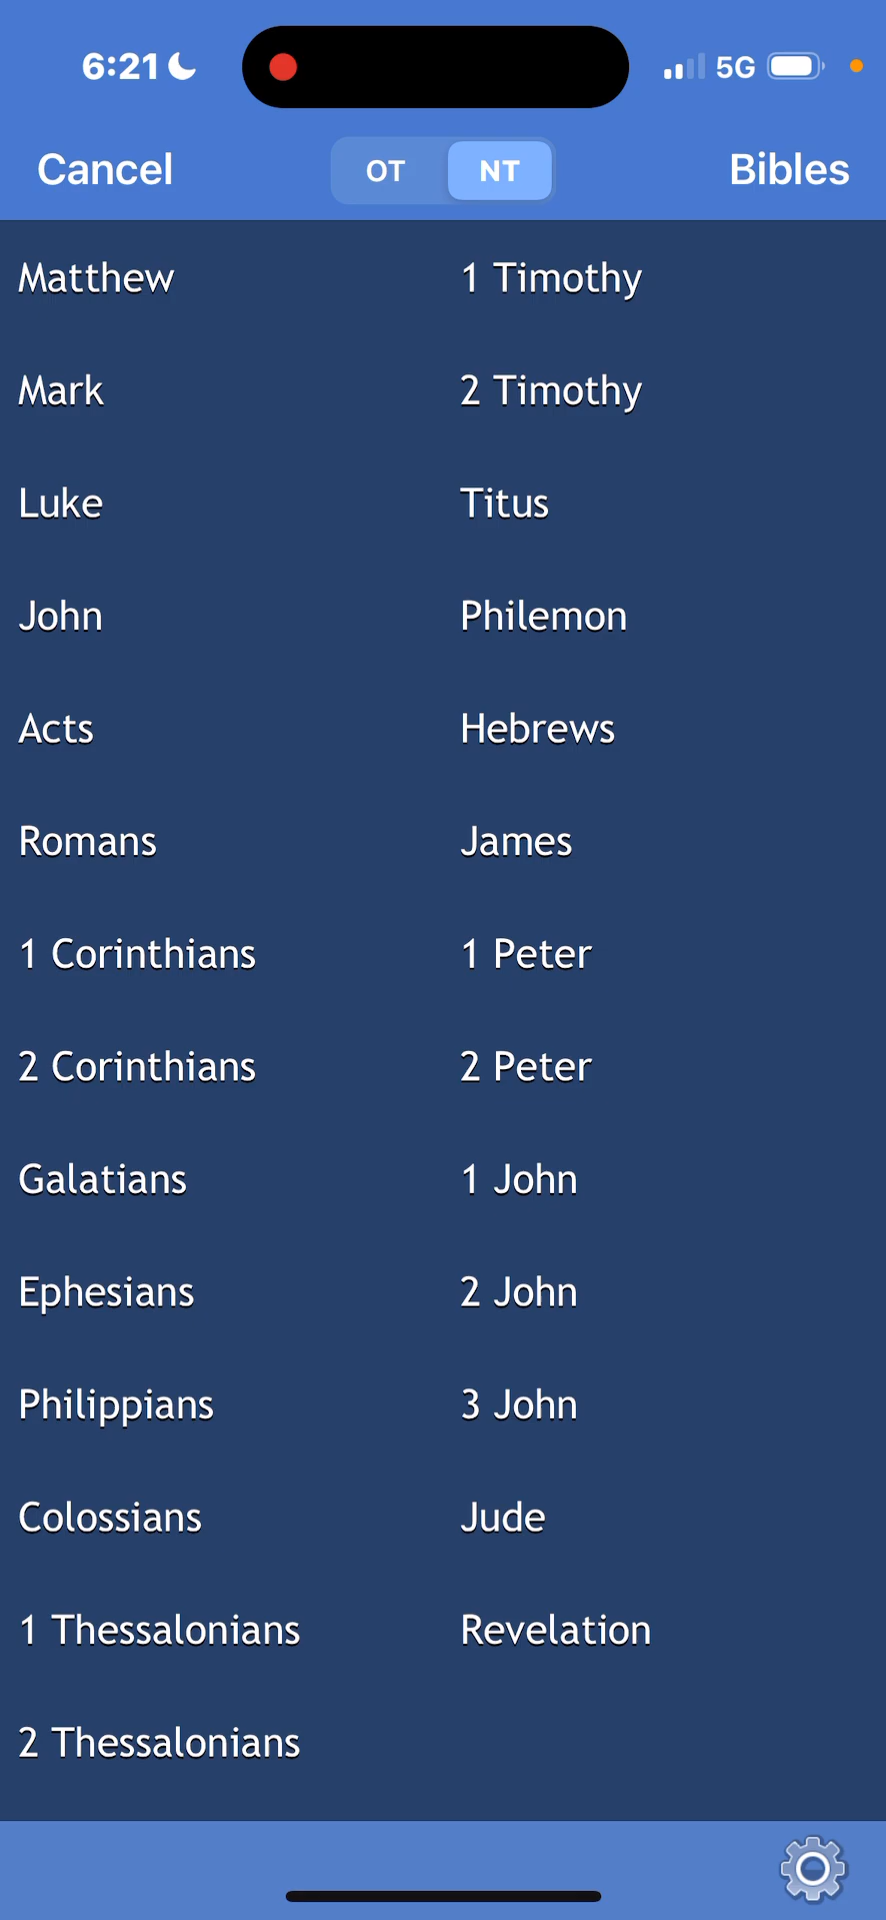 6:21
5G
Cancel
OT
NT
Bibles
Matthew
Mark
Luke
John
Acts
Romans
1 Corinthians
2 Corinthians
Galatians
Ephesians
Philippians
Colossians
1 Thessalonians
2 Thessalonians
1 Timothy
2 Timothy
Titus
Philemon
Hebrews
James
1 Peter
2 Peter
1 John
2 John
3 John
Jude
Revelation